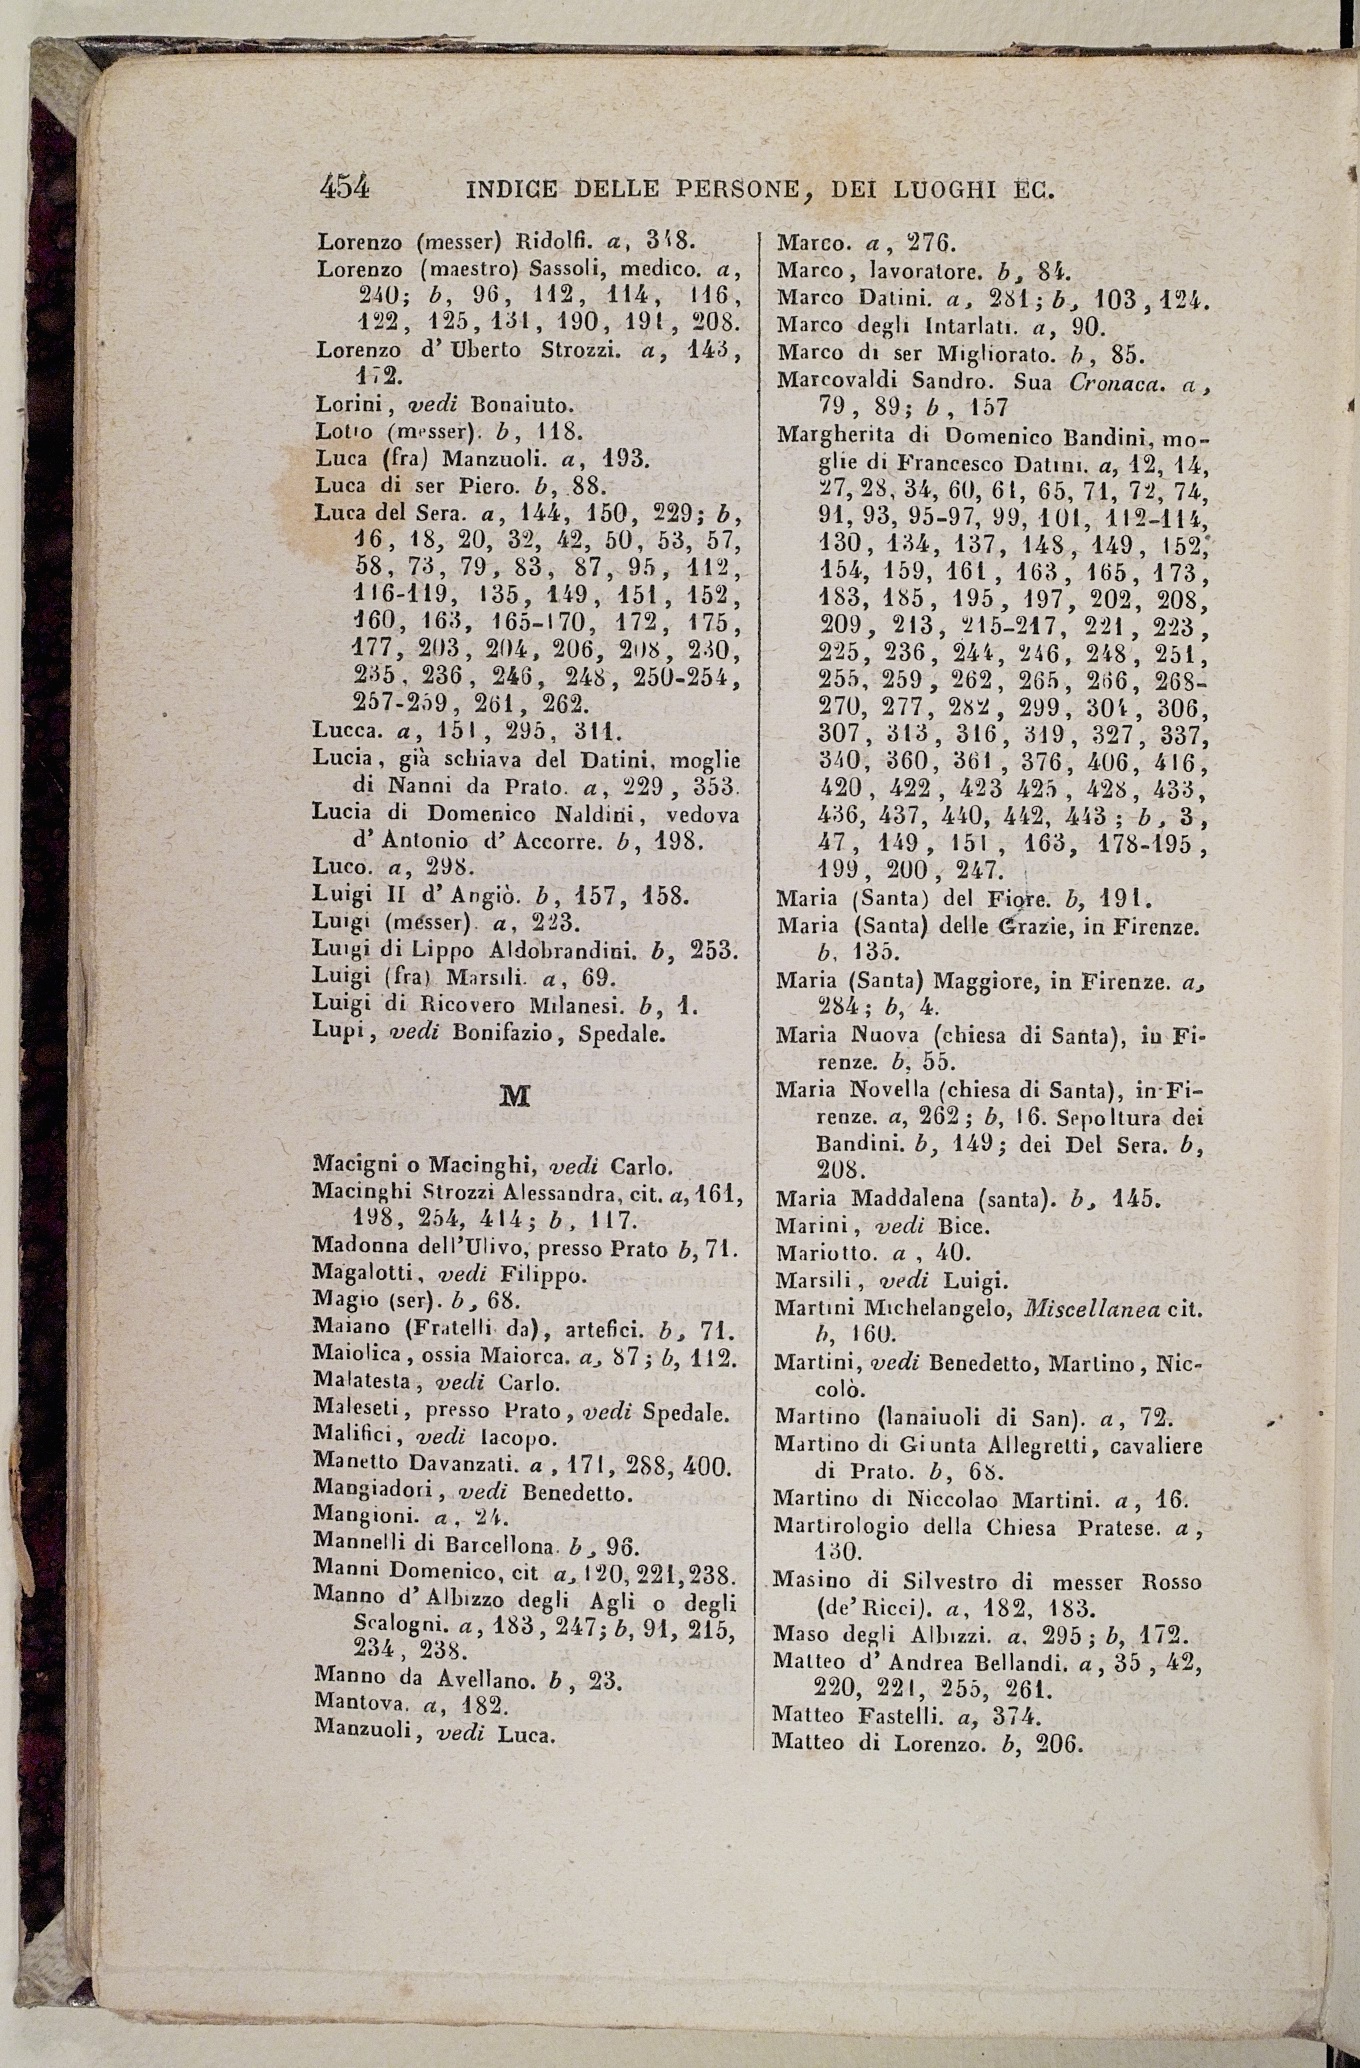 454 INDICE DELLE PERSONE, DEI LUOGHI EC.
Lorenzo (messer) Ridolfi. a, 348.
Lorenzo (maestro) Sassoli, medico. a,
240; b, 96, 112, 114, 116,
122, 125, 131, 190, 191, 208.
Lorenzo d' Uberto Strozzi. a, 143,
172.
Lorini, vedi Bonaiuto.
Lotto (messer). b, 118.
Luca (fra) Manzuoli. a, 193.
Luca di ser Piero. b, 88.
Luca del Sera. a, 144, 150, 229; b,
16, 18, 20, 32, 42, 50, 53, 57,
58, 73, 79, 83, 87, 95, 112,
116-119, 135, 149, 151, 152,
160, 163, 165-170, 172, 175,
177, 203, 204, 206, 208, 230,
235, 236, 246, 248, 250-254,
257-259, 261, 262.
Lucca. a, 151, 295, 311.
Lucia, già schiava del Datini, moglie
di Nanni da Prato. a, 229, 353.
Lucia di Domenico Naldini, vedova
d' Antonio d' Accorre. b, 198.
Luco. a, 298.
Luigi II d' Angiò. b, 157, 158.
Luigi (messer). a, 223.
Luigi di Lippo Aldobrandini. b, 253.
Luigi (fra) Marsili. a, 69.
Luigi di Ricovero Milanesi. b, 1.
Lupi, vedi Bonifazio, Spedale.
M
Macigni o Macinghi, vedi Carlo.
Macinghi Strozzi Alessandra, cit. a, 161,
198, 254, 414; b, 117.
Madonna dell'Ulivo, presso Prato b, 71.
Magalotti, vedi Filippo.
Magio (ser). b, 68.
Maiano (Fratelli da), artefici. b, 71.
Maiolica, ossia Maiorca. a, 87; b, 112.
Malatesta, vedi Carlo.
Maleseti, presso Prato, vedi Spedale.
Malifici, vedi Iacopo.
Manetto Davanzati. a, 171, 288, 400.
Mangiadori, vedi Benedetto.
Mangioni. a, 24.
Mannelli di Barcellona. b, 96.
Manni Domenico, cit a, 120, 221, 238.
Manno d' Albizzo degli Agli o degli
Scalogni. a, 183, 247; b, 91, 215,
234, 238.
Manno da Avellano. b, 23.
Mantova. a, 182.
Manzuoli, vedi Luca.
Marco. a, 276.
Marco, lavoratore. b, 84.
Marco Datini. a, 281; b, 103, 124.
Marco degli Intarlati. a, 90.
Marco di ser Migliorato. b, 85.
Marcovaldi Sandro. Sua Cronaca. a,
79, 89; b, 157
Margherita di Domenico Bandini, mo-
glie di Francesco Datini. a, 12, 14,
27, 28, 34, 60, 61, 65, 71, 72, 74,
91, 93, 95-97, 99, 101, 112-114,
130, 134, 137, 148, 149, 152,
154, 159, 161, 163, 165, 173,
183, 185, 195, 197, 202, 208,
209, 213, 215-217, 221, 223,
225, 236, 244, 246, 248, 251,
255, 259, 262, 265, 266, 268-
270, 277, 282, 299, 304, 306,
307, 313, 316, 319, 327, 337,
340, 360, 361, 376, 406, 416,
420, 422, 423 425, 428, 433,
436, 437, 440, 442, 443; b, 3,
47, 149, 151, 163, 178-195,
199, 200, 247.
Maria (Santa) del Fiore. b, 191.
Maria (Santa) delle Grazie, in Firenze.
b, 135.
Maria (Santa) Maggiore, in Firenze. a,
284; b, 4.
Maria Nuova (chiesa di Santa), in Fi-
renze. b, 55.
Maria Novella (chiesa di Santa), in Fi-
renze. a, 262; b, 16. Sepoltura dei
Bandini. b, 149; dei Del Sera. b,
208.
Maria Maddalena (santa). b, 145.
Marini, vedi Bice.
Mariotto. a, 40.
Marsili, vedi Luigi.
Martini Michelangelo, Miscellanea cit.
b, 160.
Martini, vedi Benedetto, Martino, Nic-
colò.
Martino (lanaiuoli di San). a, 72.
Martino di Giunta Allegretti, cavaliere
di Prato. b, 68.
Martino di Niccolao Martini. a, 16.
Martirologio della Chiesa Pratese. a,
130.
Masino di Silvestro di messer Rosso
(de' Ricci). a, 182, 183.
Maso degli Albizzi. a, 295; b, 172.
Matteo d' Andrea Bellandi. a, 35, 42,
220, 221, 255, 261.
Matteo Fastelli. a, 374.
Matteo di Lorenzo. b, 206.